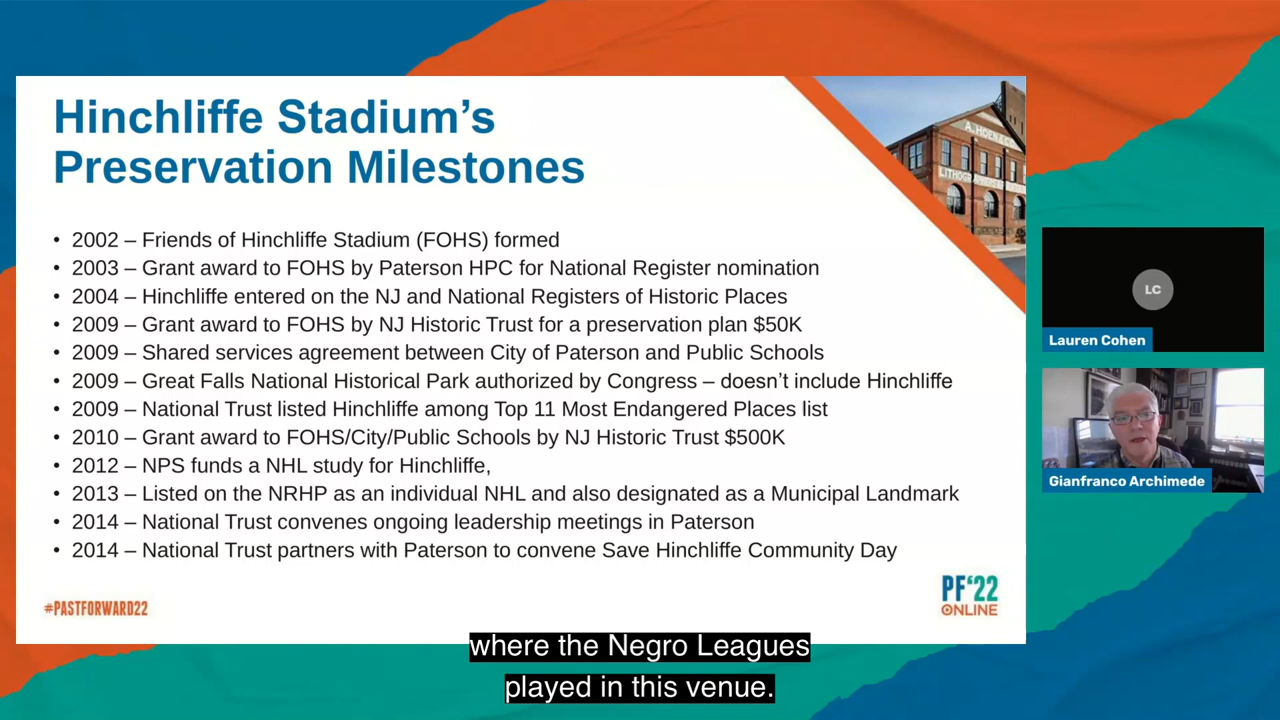 Hinchliffe Stadium’s
Preservation Milestones
A. HOEN & CO.
• 2002 – Friends of Hinchliffe Stadium (FOHS) formed
• 2003 – Grant award to FOHS by Paterson HPC for National Register nomination
• 2004 – Hinchliffe entered on the NJ and National Registers of Historic Places
• 2009 – Grant award to FOHS by NJ Historic Trust for a preservation plan $50K
• 2009 – Shared services agreement between City of Paterson and Public Schools
• 2009 – Great Falls National Historical Park authorized by Congress – doesn’t include Hinchliffe
• 2009 – National Trust listed Hinchliffe among Top 11 Most Endangered Places list
• 2010 – Grant award to FOHS/City/Public Schools by NJ Historic Trust $500K
• 2012 – NPS funds a NHL study for Hinchliffe,
• 2013 – Listed on the NRHP as an individual NHL and also designated as a Municipal Landmark
• 2014 – National Trust convenes ongoing leadership meetings in Paterson
• 2014 – National Trust partners with Paterson to convene Save Hinchliffe Community Day
#PASTFORWARD22
PF‘22
ONLINE
LC
Lauren Cohen
Gianfranco Archimede
where the Negro Leagues
played in this venue.